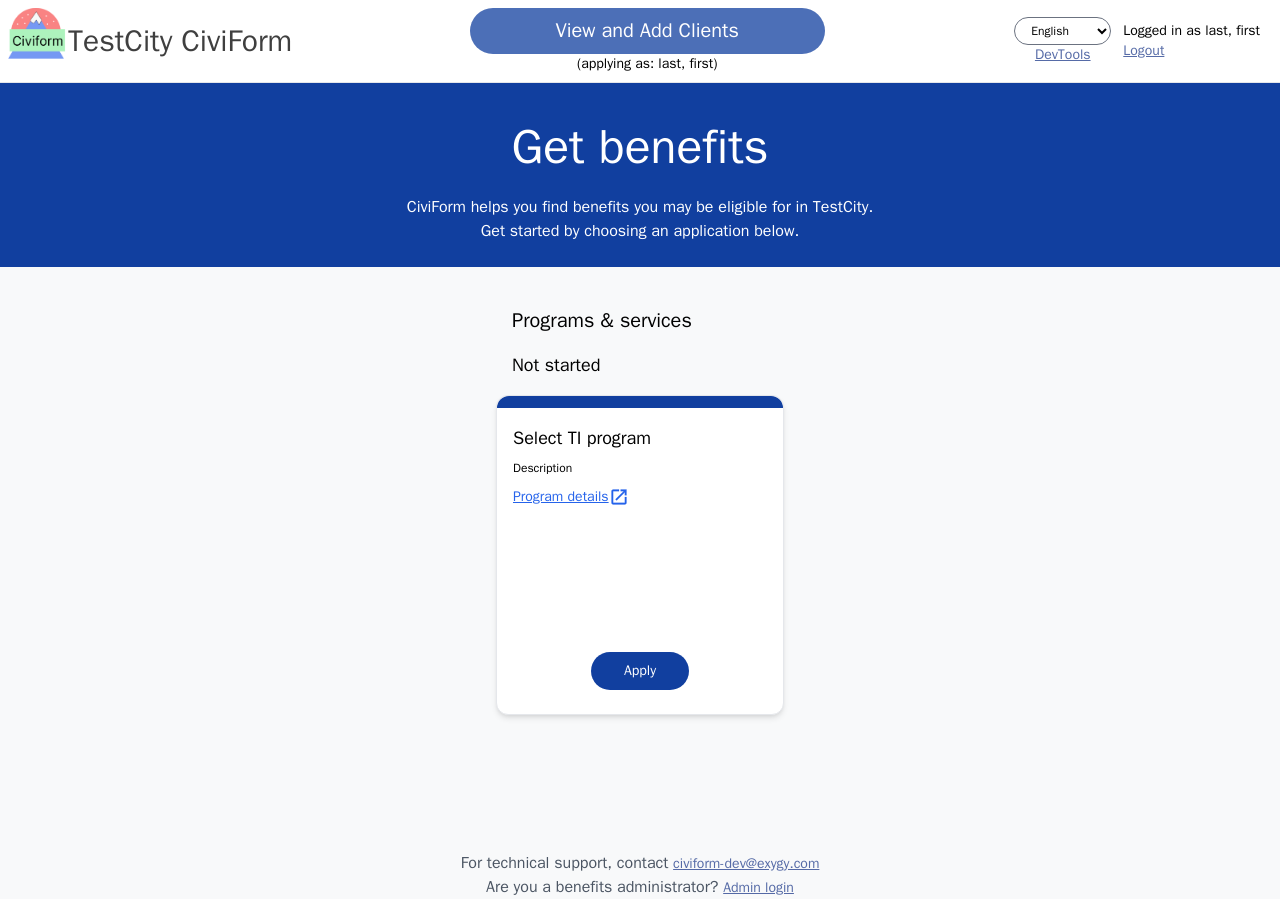 Civiform
TestCity CiviForm
View and Add Clients
(applying as: last, first)
English
DevTools
Logged in as last, first
Logout
Get benefits
CiviForm helps you find benefits you may be eligible for in TestCity.
Get started by choosing an application below.
Programs & services
Not started
Select TI program
Description
Program details
Apply
For technical support, contact civiform-dev@exygy.com
Are you a benefits administrator? Admin login